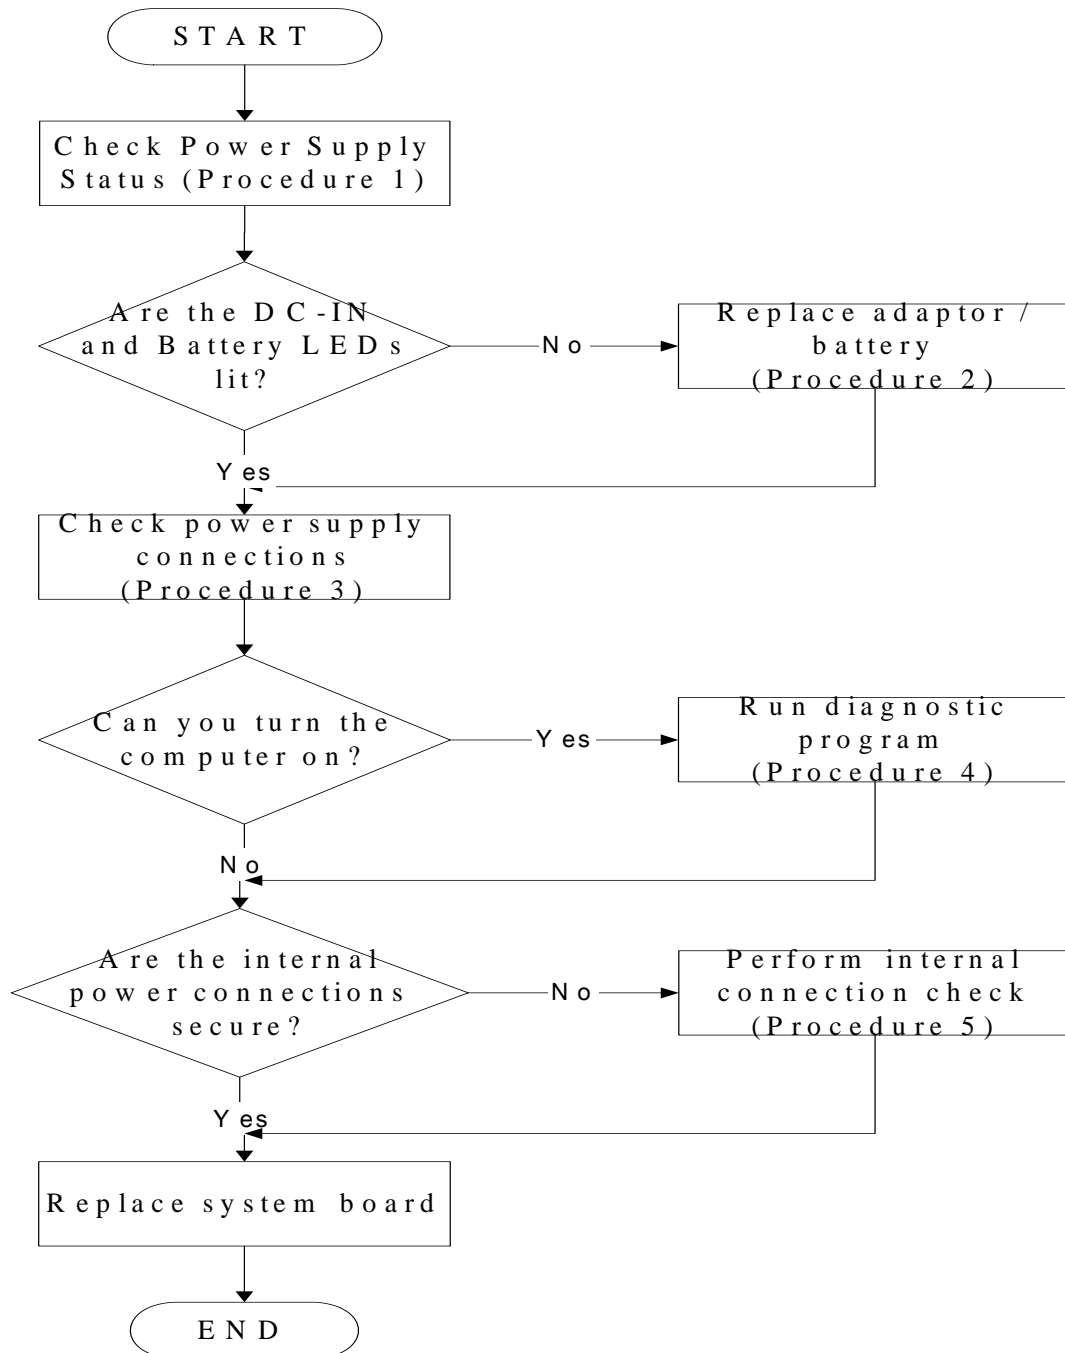 START
Check Power Supply
Status (Procedure 1)
Are the DC-IN
and Battery LEDs
lit?
No
Replace adaptor /
battery
(Procedure 2)
Yes
Check power supply
connections
(Procedure 3)
Can you turn the
computer on?
Yes
Run diagnostic
program
(Procedure 4)
No
Are the internal
power connections
secure?
No
Perform internal
connection check
(Procedure 5)
Yes
Replace system board
END